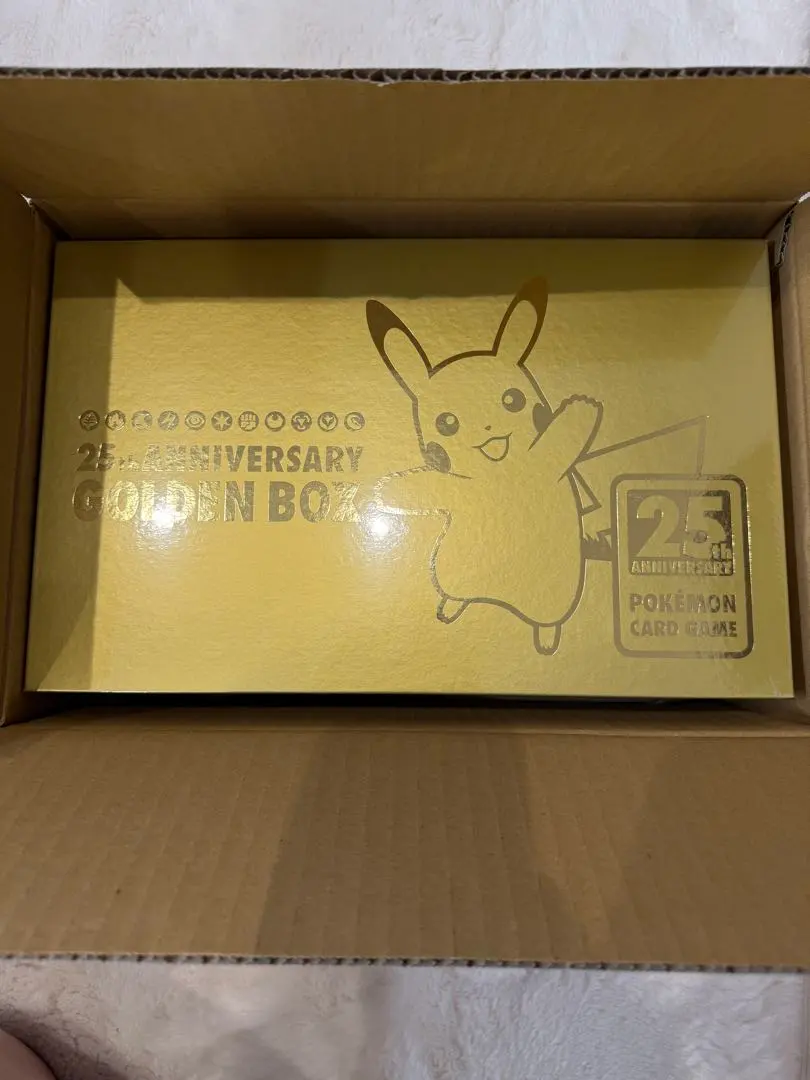 25th ANNIVERSARY
GOLDEN BOX
25th
ANNIVERSARY
POKÉMON
CARD GAME